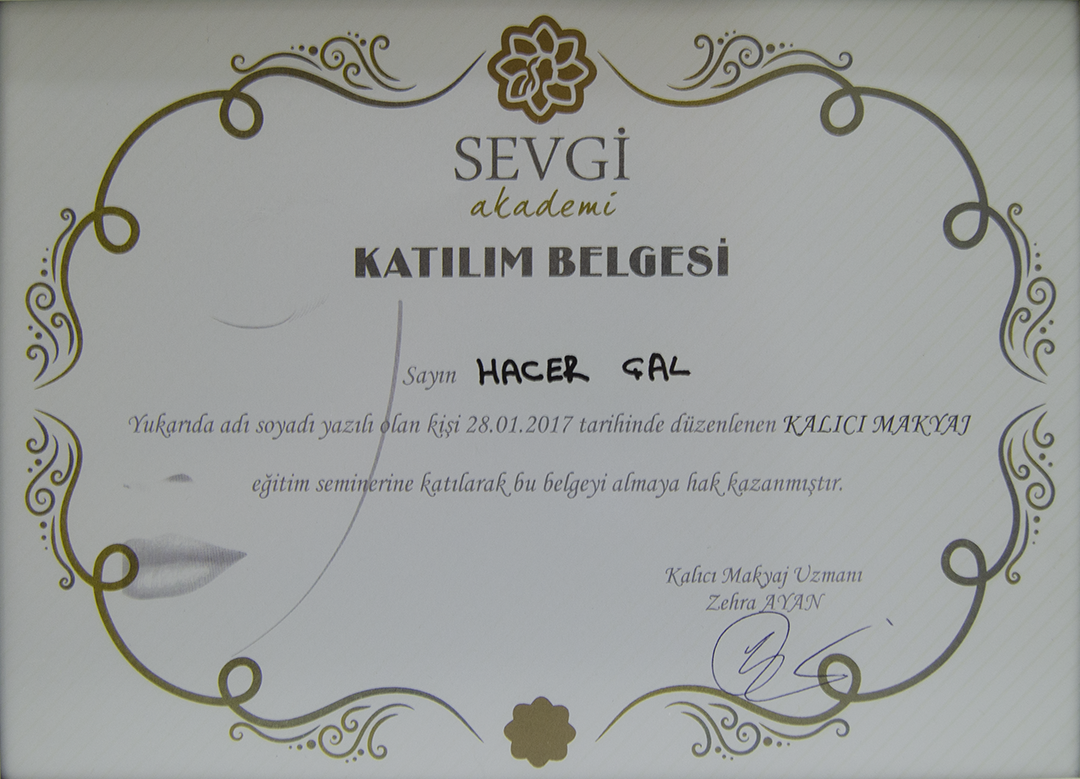 SEVGİ
akademi
KATILIM BELGESİ
Sayın HACER ÇAL
Yukarıda adı soyadı yazılı olan kişi 28.01.2017 tarihinde düzenlenen KALICI MAKYAJ
eğitim seminerine katılarak bu belgeyi almaya hak kazanmıştır.
Kalıcı Makyaj Uzmanı
Zehra AYAN